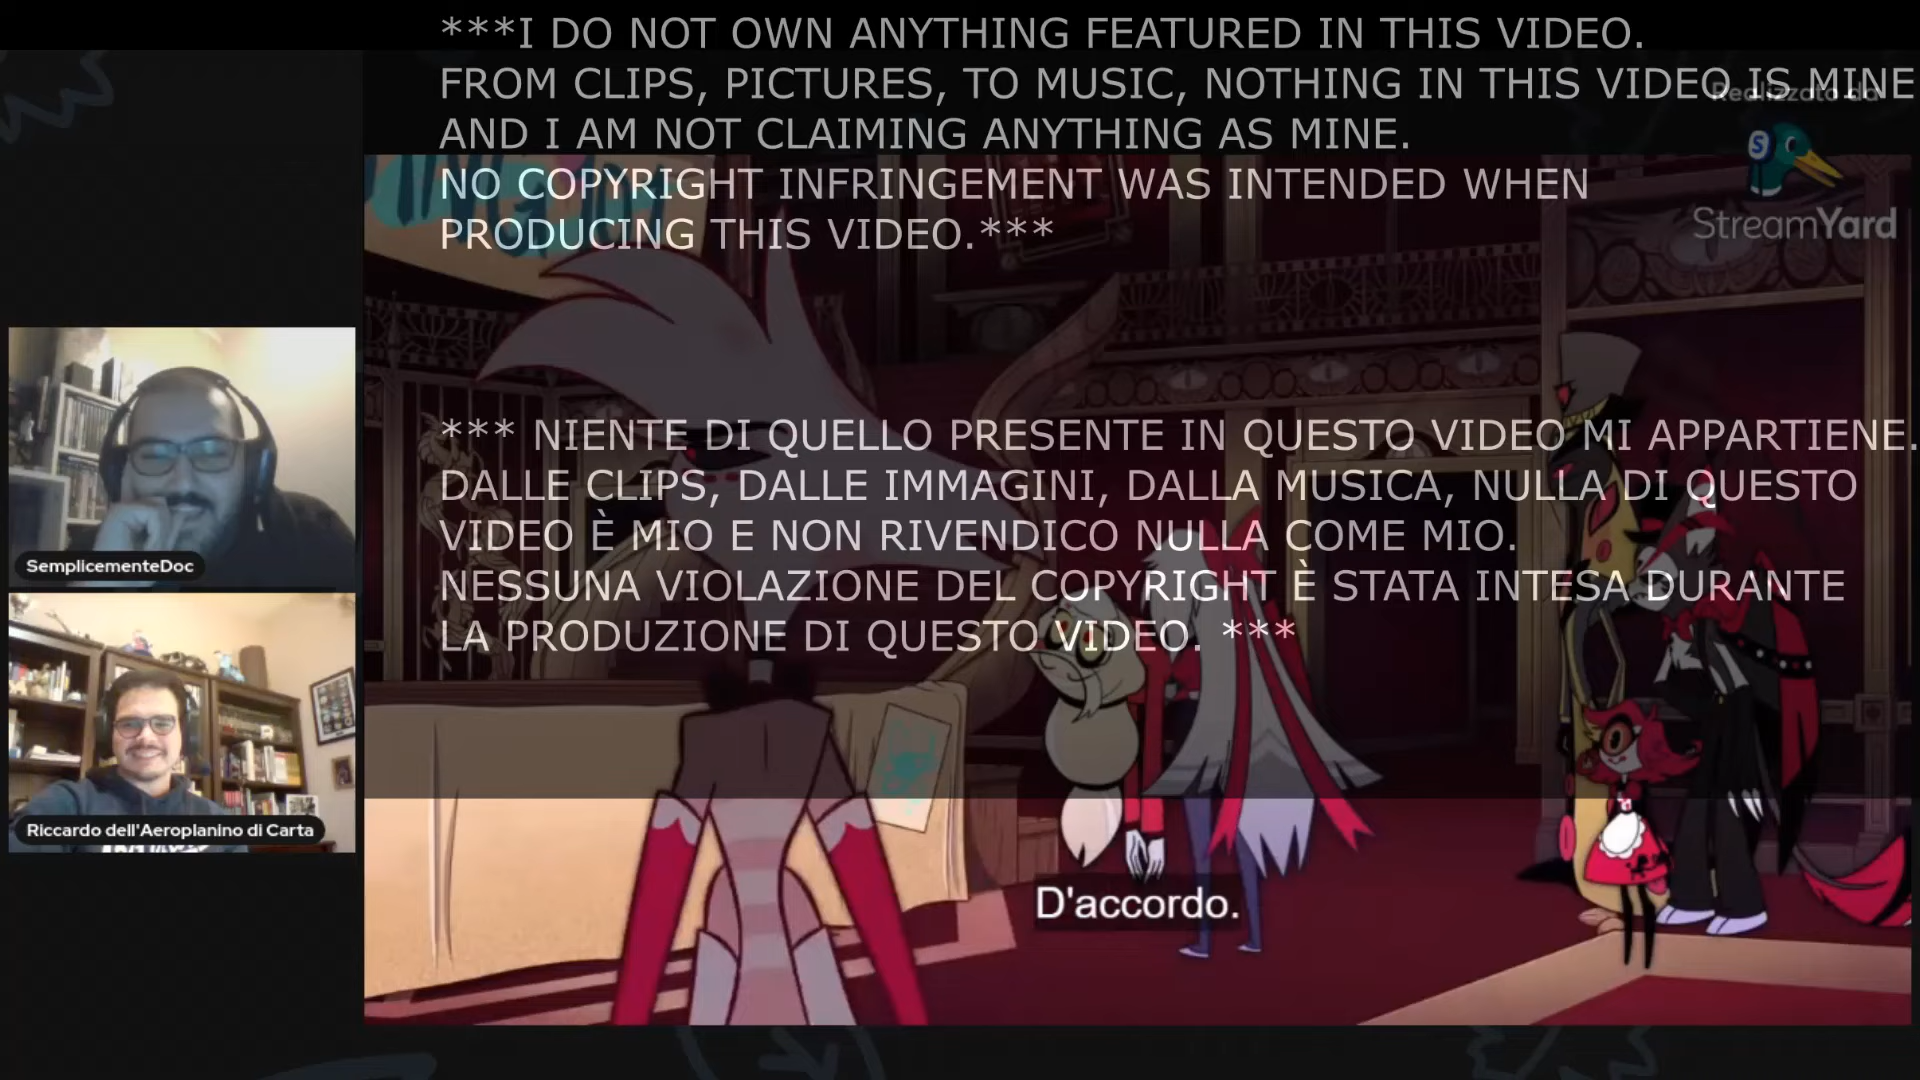 ***I DO NOT OWN ANYTHING FEATURED IN THIS VIDEO.
FROM CLIPS, PICTURES, TO MUSIC, NOTHING IN THIS VIDEO IS MINE
AND I AM NOT CLAIMING ANYTHING AS MINE.
NO COPYRIGHT INFRINGEMENT WAS INTENDED WHEN
PRODUCING THIS VIDEO.***
Realizzato da
S
StreamYard
*** NIENTE DI QUELLO PRESENTE IN QUESTO VIDEO MI APPARTIENE.
DALLE CLIPS, DALLE IMMAGINI, DALLA MUSICA, NULLA DI QUESTO
VIDEO È MIO E NON RIVENDICO NULLA COME MIO.
NESSUNA VIOLAZIONE DEL COPYRIGHT È STATA INTESA DURANTE
LA PRODUZIONE DI QUESTO VIDEO. ***
SemplicementeDoc
Riccardo dell'Aeroplanino di Carta
D'accordo.